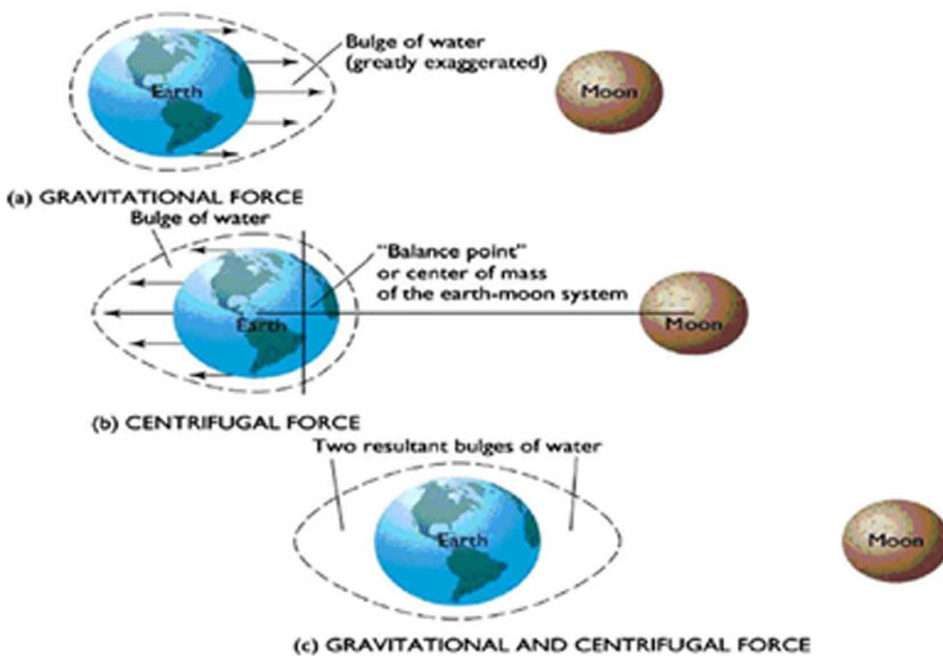 Bulge of water
(greatly exaggerated)
Earth
Moon
(a) GRAVITATIONAL FORCE
Bulge of water
"Balance point"
or center of mass
of the earth-moon system
Earth
Moon
(b) CENTRIFUGAL FORCE
Two resultant bulges of water
Earth
Moon
(c) GRAVITATIONAL AND CENTRIFUGAL FORCE